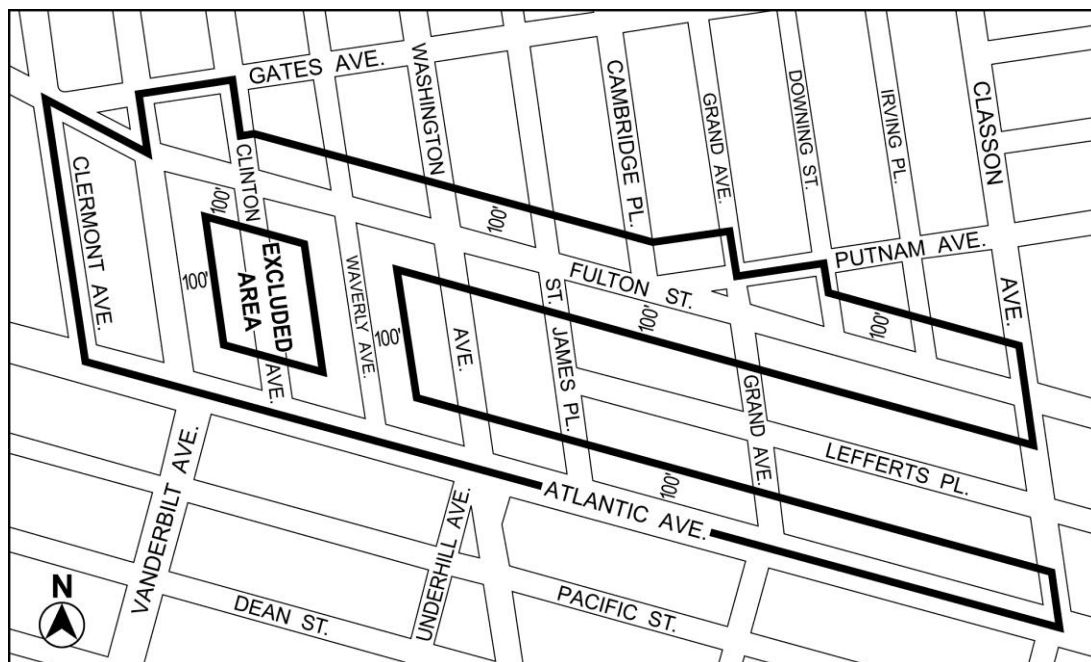 GATES AVE.
WASHINGTON
CAMBRIDGE PL.
GRAND AVE.
DOWNING ST.
IRVING PL.
CLASSON
CLERMONT AVE.
CLINTON
100'
100'
EXCLUDED
AREA
AVE.
WAVERLY AVE.
100'
AVE.
100'
ST. JAMES PL.
FULTON ST.
100'
PUTNAM AVE.
100'
AVE.
GRAND AVE.
LEFFERTS PL.
100'
ATLANTIC AVE.
VANDERBILT AVE.
UNDERHILL AVE.
DEAN ST.
PACIFIC ST.
N